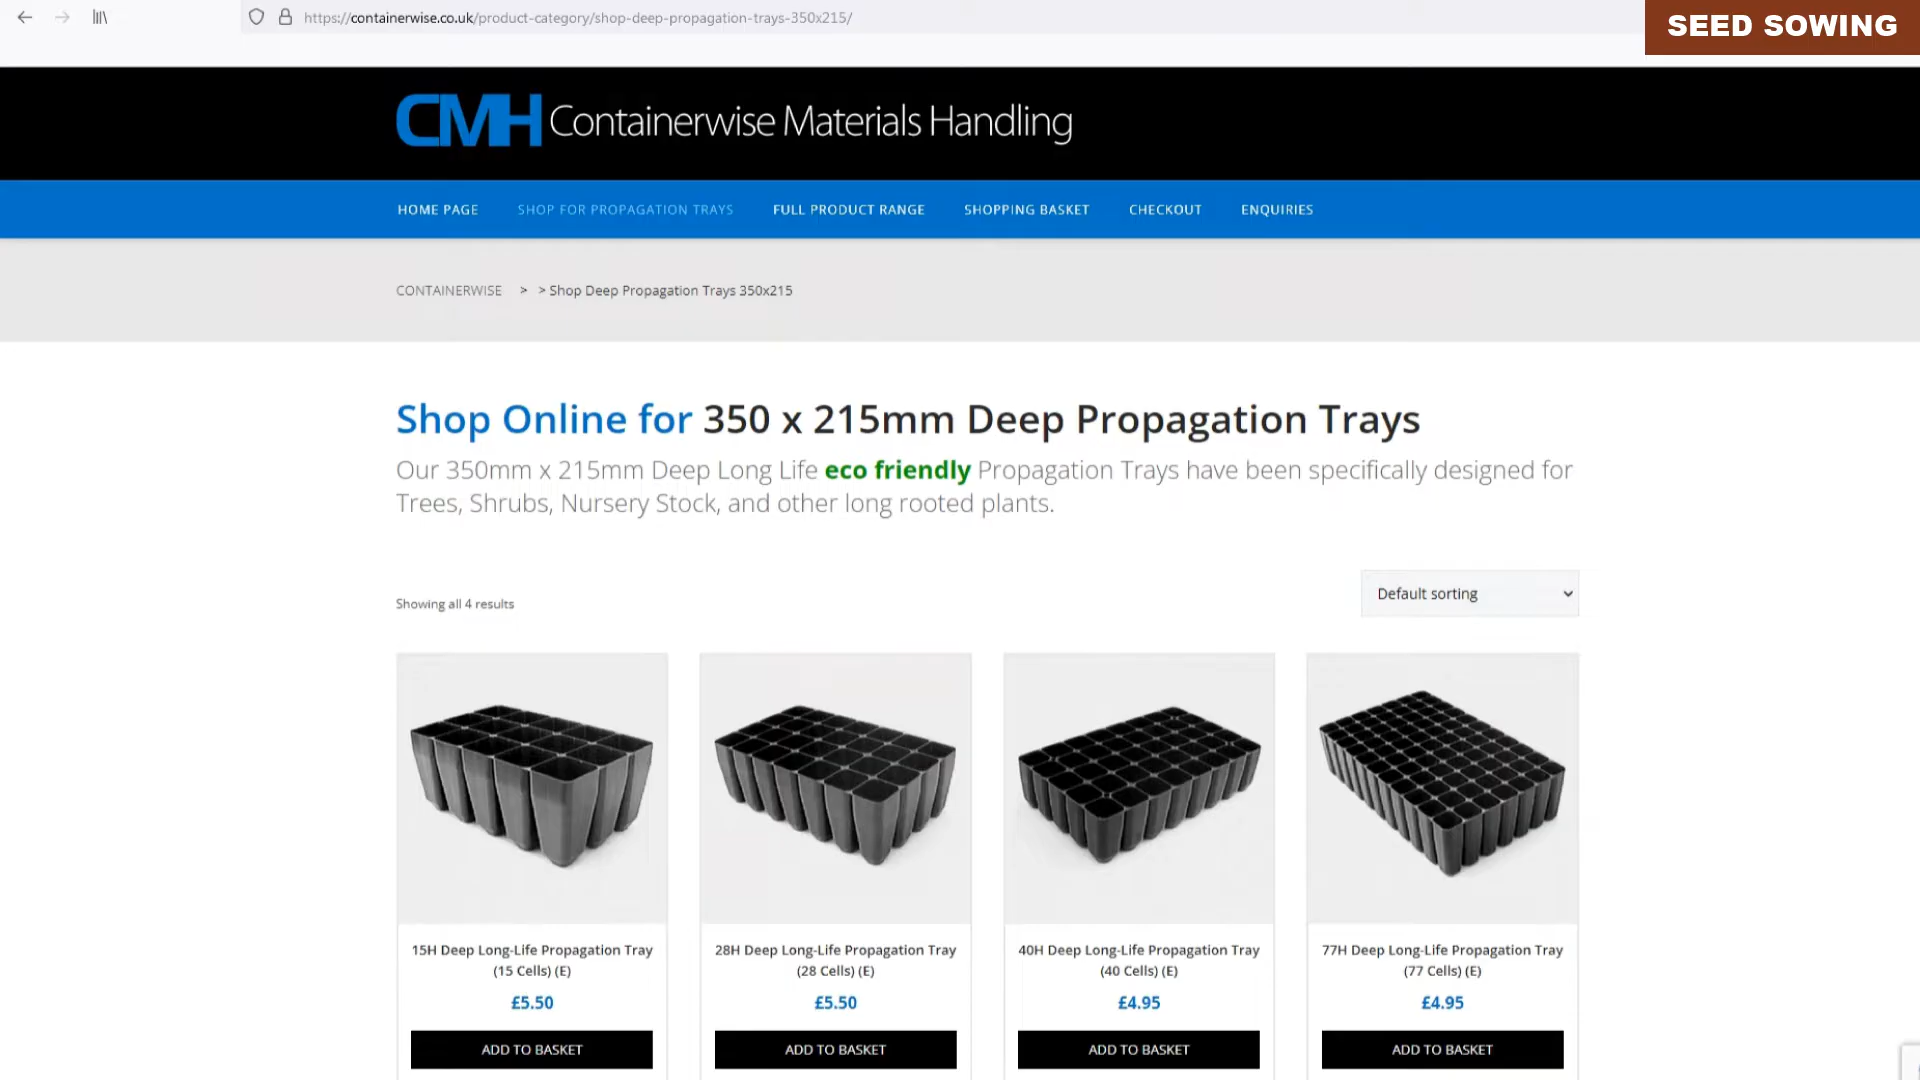 https://containerwise.co.uk/product-category/shop-deep-propagation-trays-350x215/
SEED SOWING
CMH Containerwise Materials Handling
HOME PAGE
SHOP FOR PROPAGATION TRAYS
FULL PRODUCT RANGE
SHOPPING BASKET
CHECKOUT
ENQUIRIES
CONTAINERWISE > > Shop Deep Propagation Trays 350x215
Shop Online for 350 x 215mm Deep Propagation Trays
Our 350mm x 215mm Deep Long Life eco friendly Propagation Trays have been specifically designed for
Trees, Shrubs, Nursery Stock, and other long rooted plants.
Showing all 4 results
Default sorting
15H Deep Long-Life Propagation Tray
(15 Cells) (E)
£5.50
ADD TO BASKET
28H Deep Long-Life Propagation Tray
(28 Cells) (E)
£5.50
ADD TO BASKET
40H Deep Long-Life Propagation Tray
(40 Cells) (E)
£4.95
ADD TO BASKET
77H Deep Long-Life Propagation Tray
(77 Cells) (E)
£4.95
ADD TO BASKET